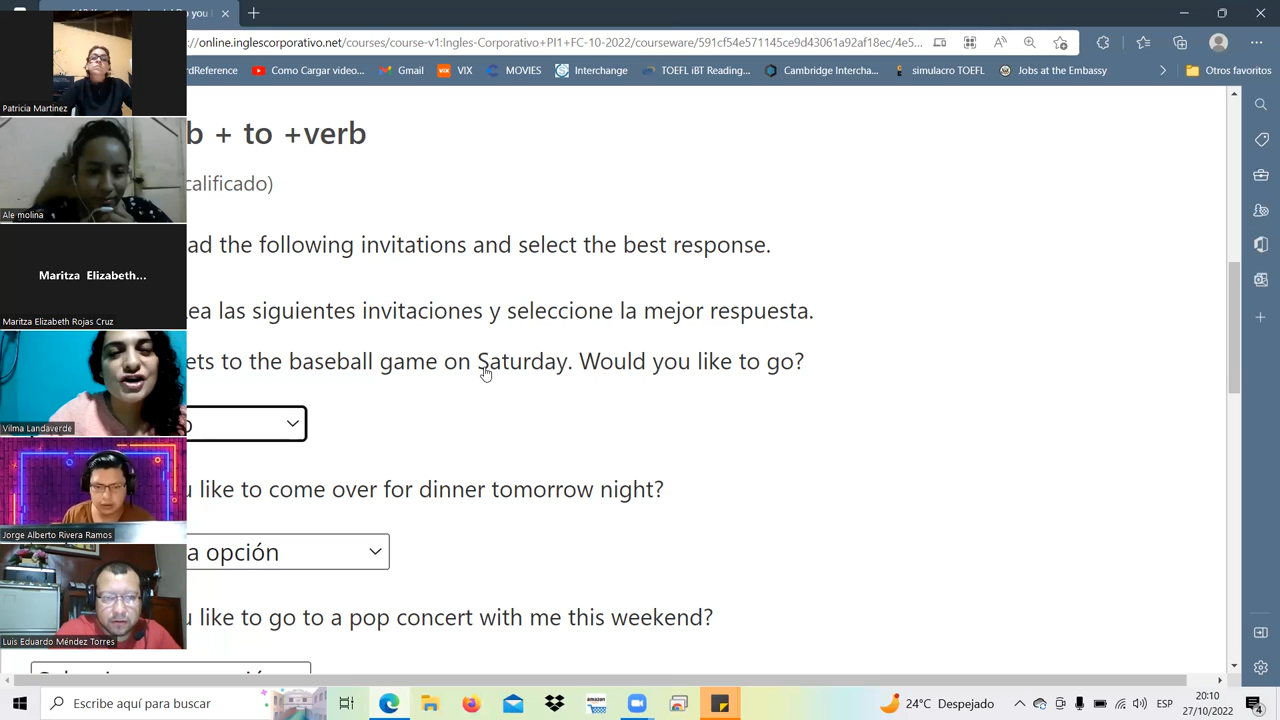 o you
//online.inglescorporativo.net/courses/course-v1:Ingles-Corporativo+PI1+FC-10-2022/courseware/591cf54e571145ce9d43061a92af18ec/4e5...
rdReference
Como Cargar video...
Gmail
VIX
MOVIES
Interchange
TOEFL iBT Reading...
Cambridge Intercha...
simulacro TOEFL
Jobs at the Embassy
Otros favoritos
b + to +verb
calificado)
ad the following invitations and select the best response.
ea las siguientes invitaciones y seleccione la mejor respuesta.
ets to the baseball game on Saturday. Would you like to go?
u like to come over for dinner tomorrow night?
a opción
u like to go to a pop concert with me this weekend?
Patricia Martinez
Ale molina
Maritza Elizabeth...
Maritza Elizabeth Rojas Cruz
Vilma Landaverde
Jorge Alberto Rivera Ramos
Luis Eduardo Méndez Torres
Escribe aquí para buscar
24°C Despejado
ESP
20:10
27/10/2022
4